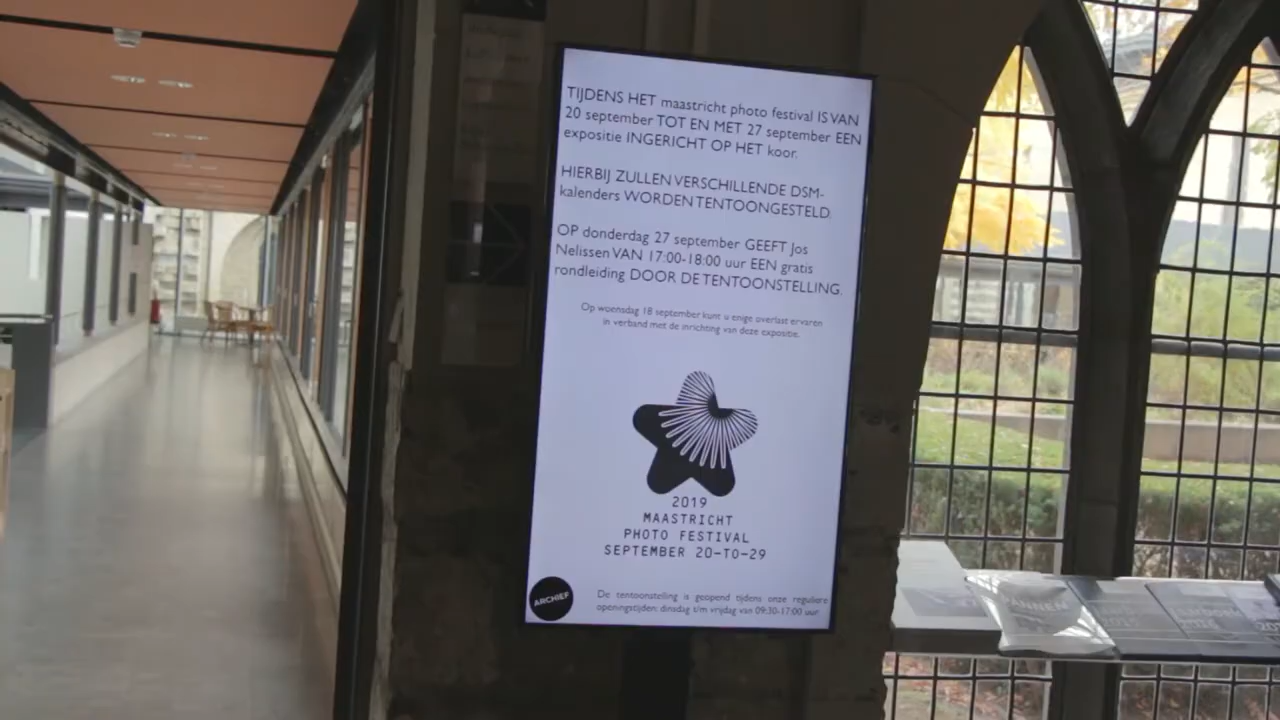 TIJDENS HET maastricht photo festival IS VAN
20 september TOT EN MET 27 september EEN
expositie INGERICHT OP HET koor.
HIERBIJ ZULLEN VERSCHILLENDE DSM-
kalenders WORDEN TENTOONGESTELD.
OP donderdag 27 september GEEFT Jos
Nelissen VAN 17:00-18:00 uur EEN gratis
rondleiding DOOR DE TENTOONSTELLING.
Op woensdag 18 september kunt u enige overlast ervaren
in verband met de inrichting van deze expositie.
2019
MAASTRICHT
PHOTO FESTIVAL
SEPTEMBER 20-TO-29
ARCHIEF
De tentoonstelling is geopend tijdens onze reguliere
openingstijden: dinsdag t/m vrijdag van 09:30-17:00 uur.